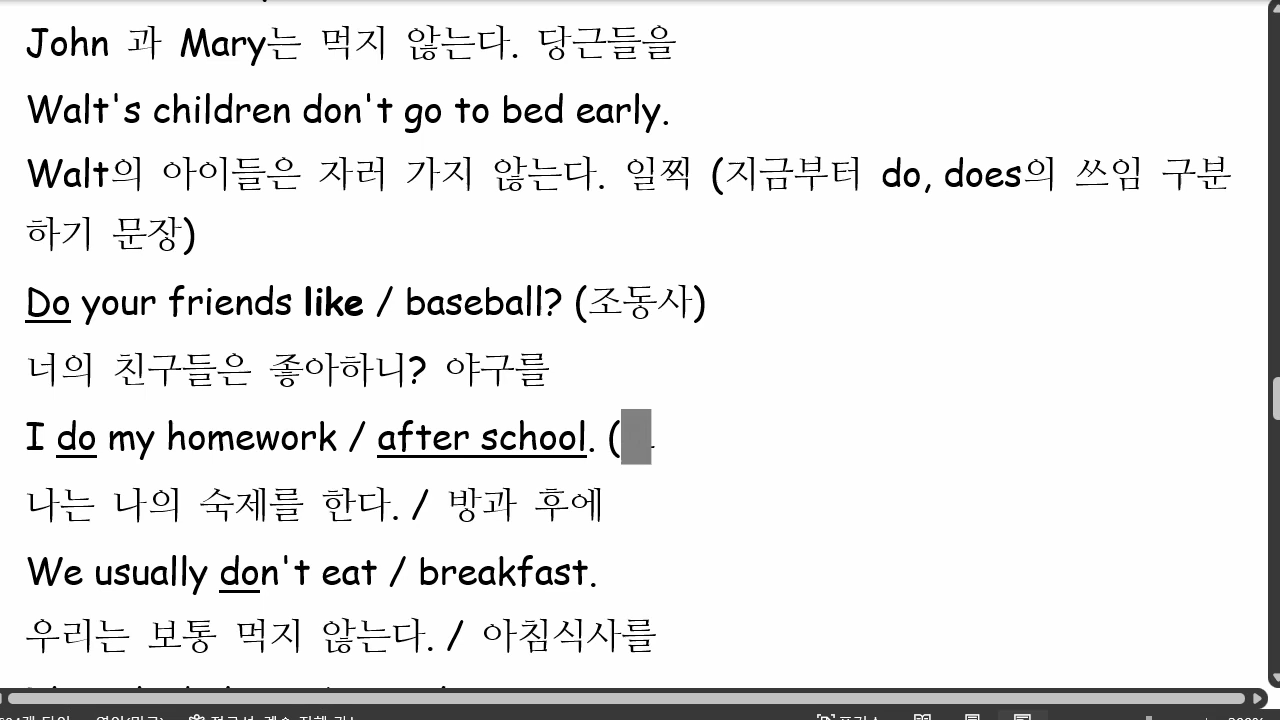 John 과 Mary는 먹지 않는다. 당근들을
Walt's children don't go to bed early.
Walt의 아이들은 자러 가지 않는다. 일찍 (지금부터 do, does의 쓰임 구분
하기 문장)
Do your friends like / baseball? (조동사)
너의 친구들은 좋아하니? 야구를
I do my homework / after school. (
나는 나의 숙제를 한다. / 방과 후에
We usually don't eat / breakfast.
우리는 보통 먹지 않는다. / 아침식사를